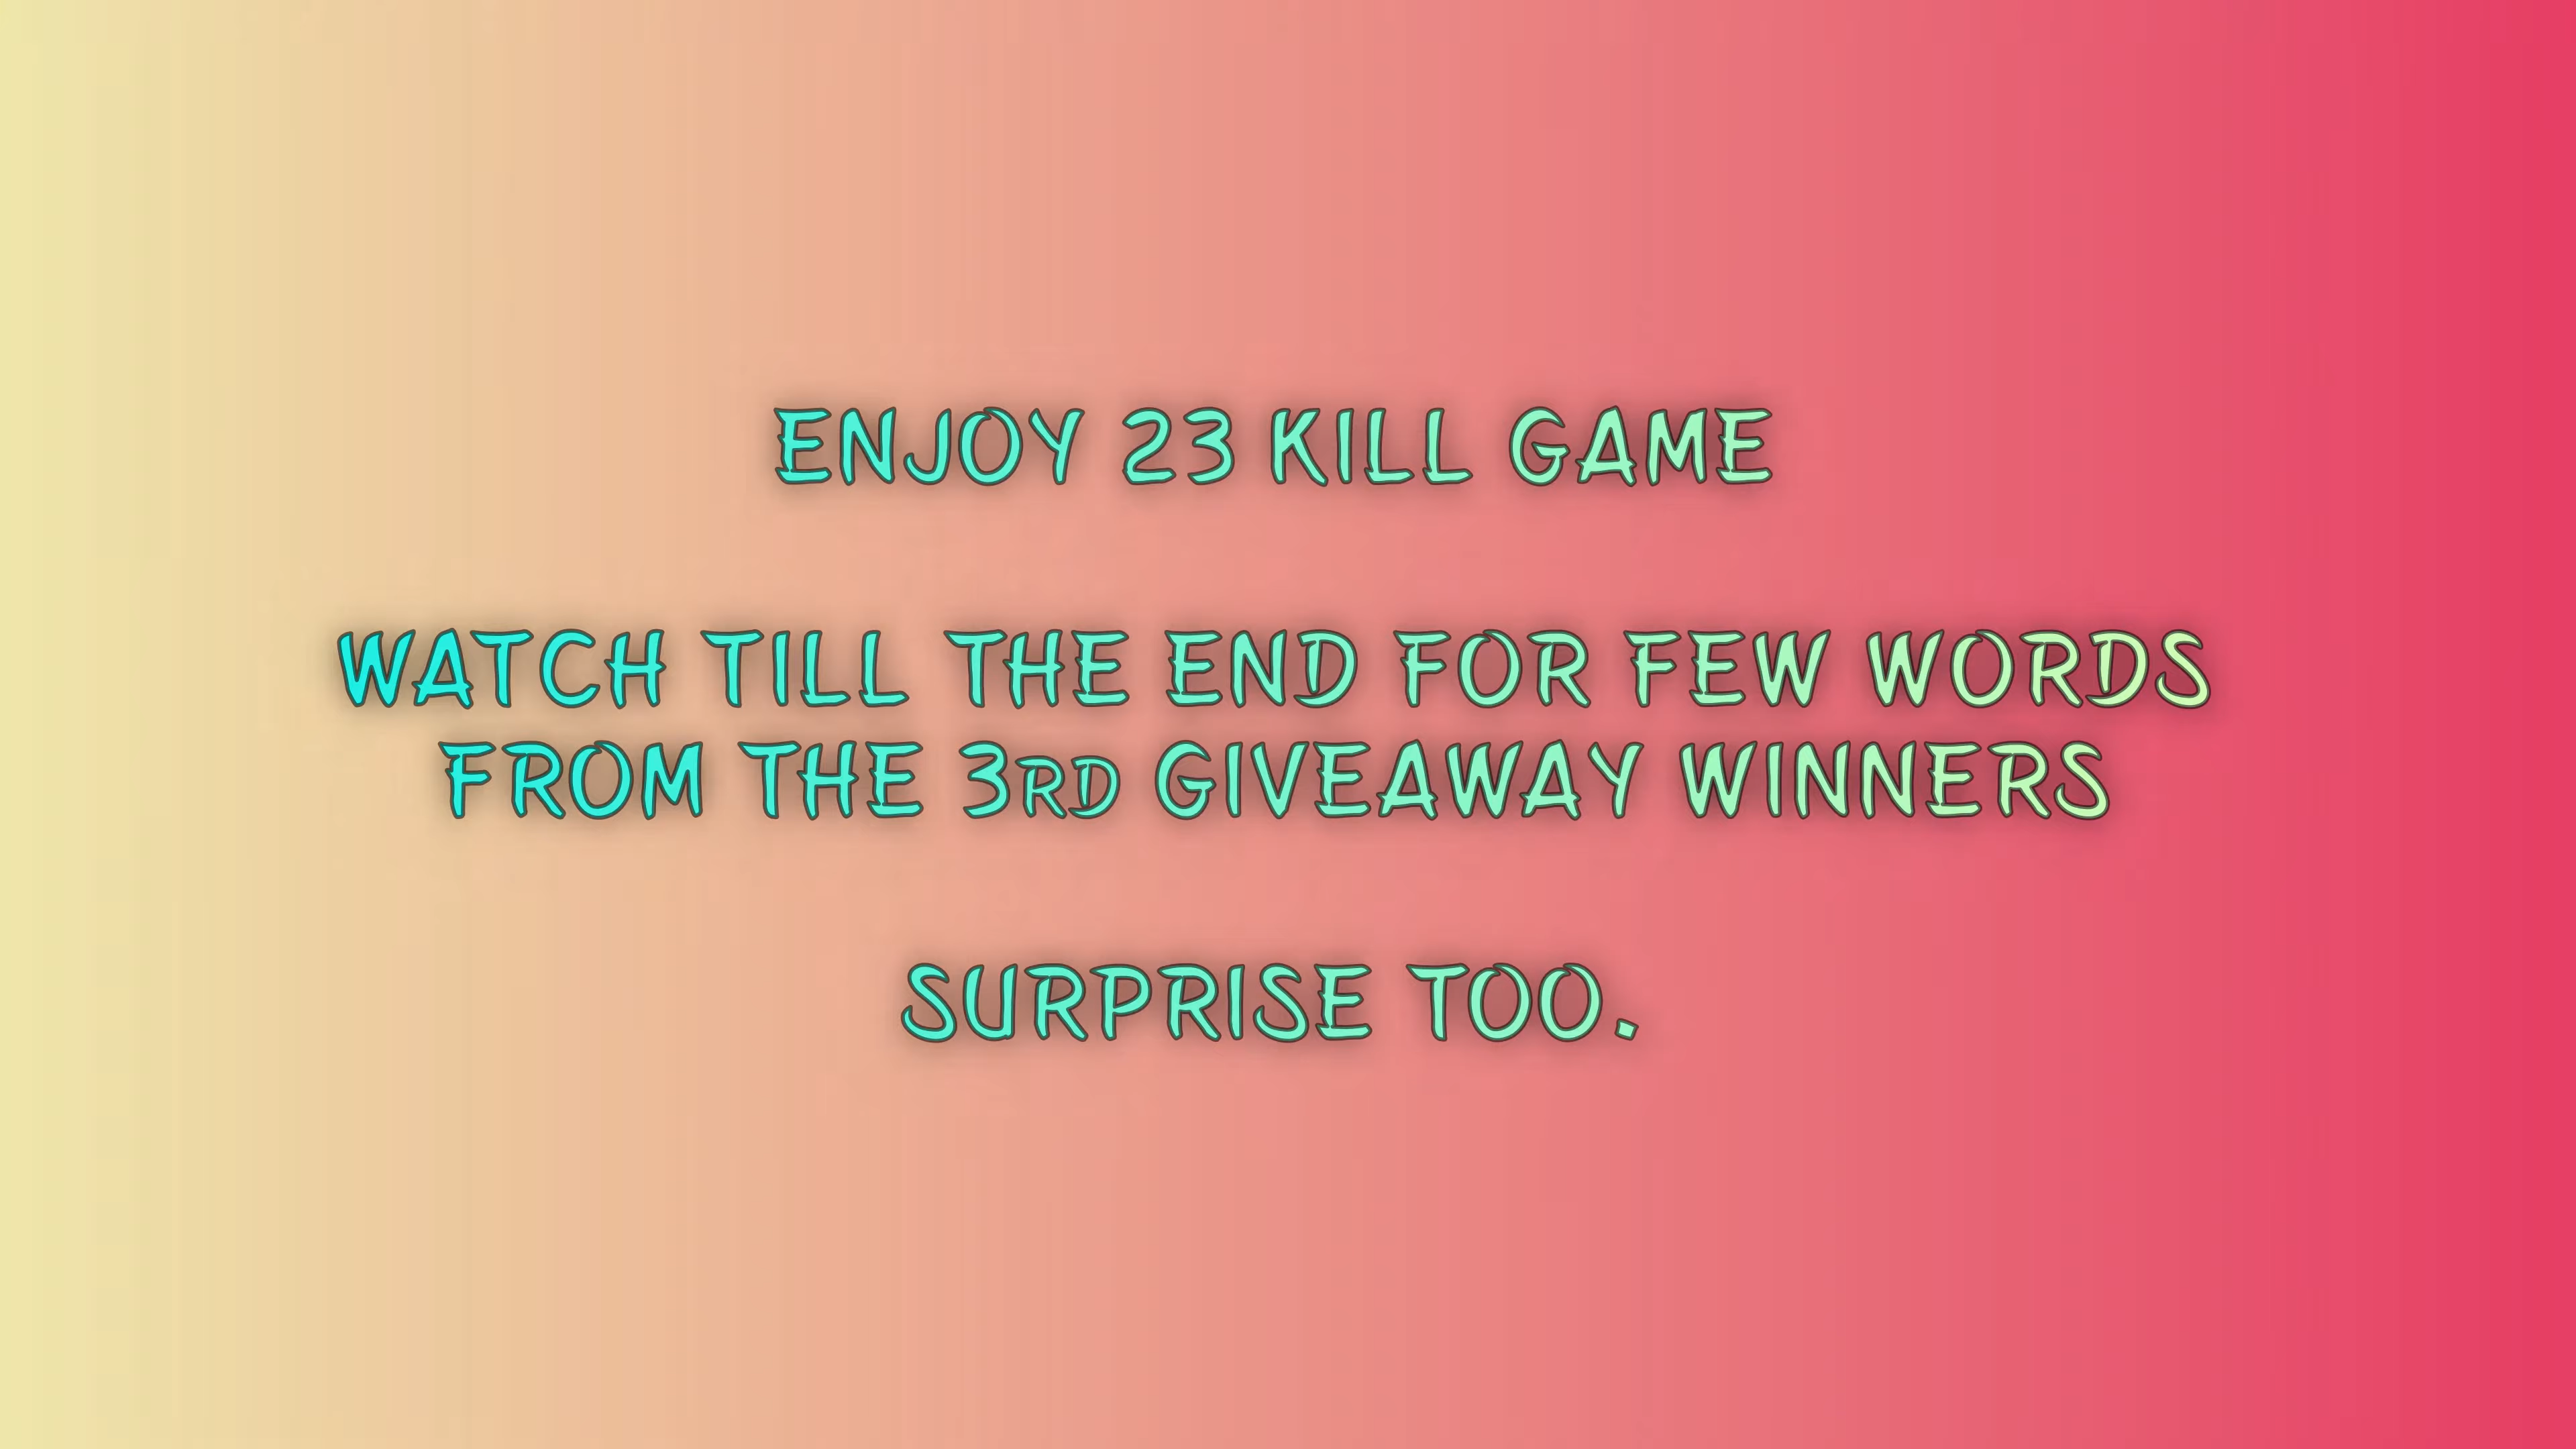 ENJOY 23 KILL GAME
WATCH TILL THE END FOR FEW WORDS
FROM THE 3RD GIVEAWAY WINNERS
SURPRISE TOO.